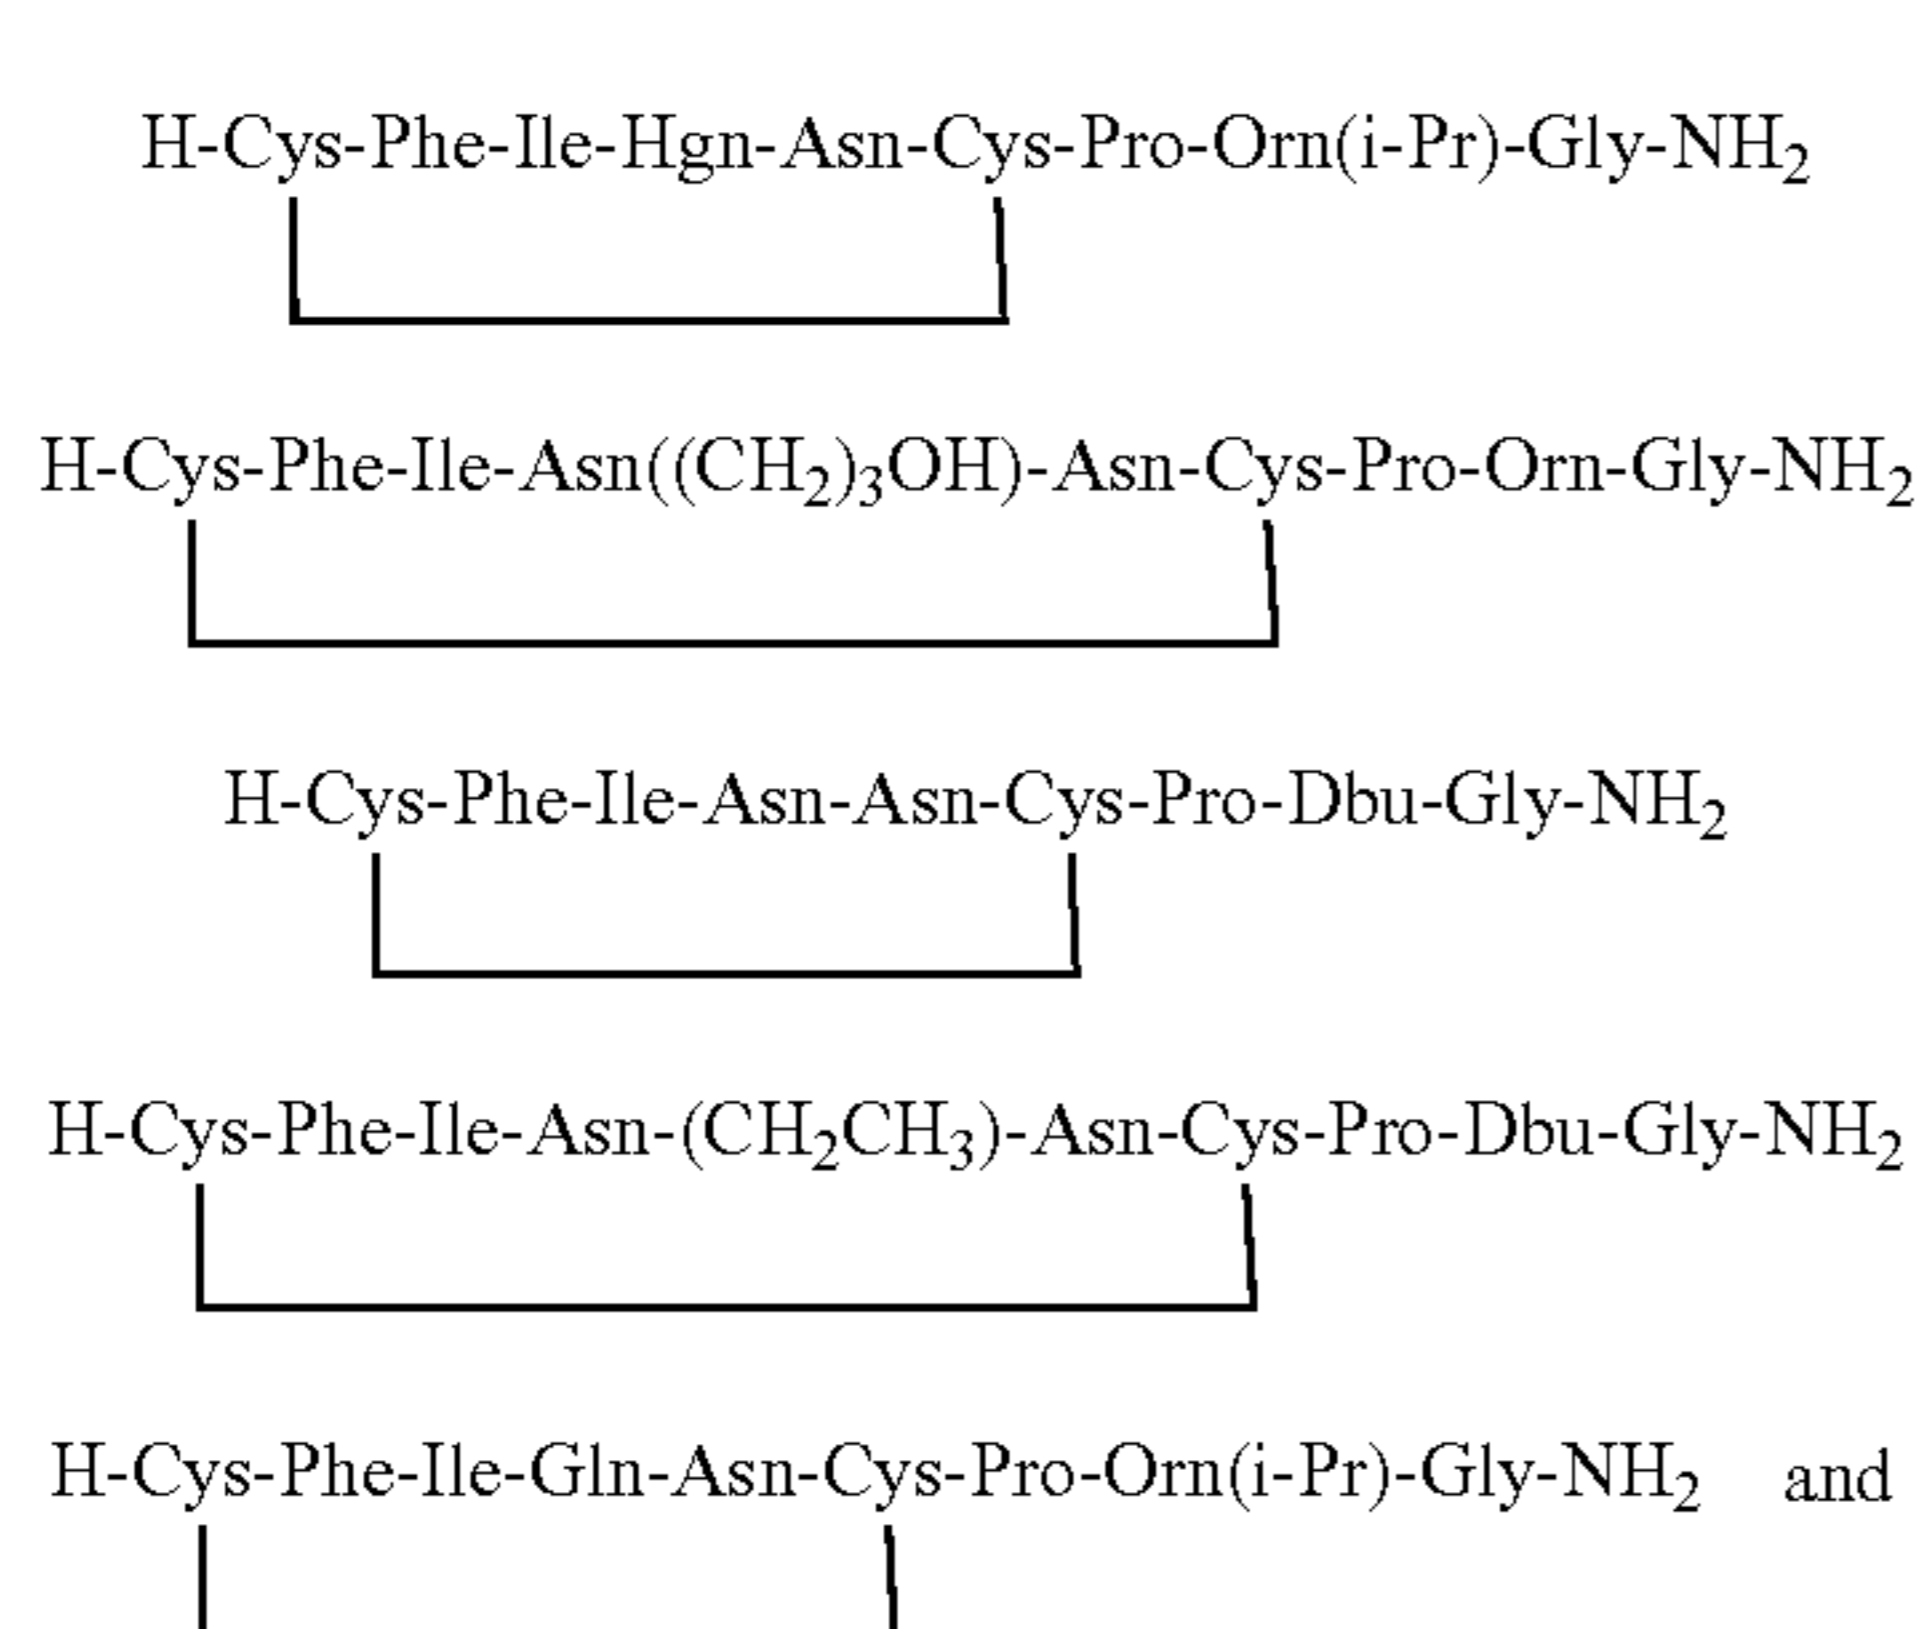 H-Cys-Phe-Ile-Hgn-Asn-Cys-Pro-Orn(i-Pr)-Gly-NH₂
H-Cys-Phe-Ile-Asn((CH₂)₃OH)-Asn-Cys-Pro-Orn-Gly-NH₂
H-Cys-Phe-Ile-Asn-Asn-Cys-Pro-Dbu-Gly-NH₂
H-Cys-Phe-Ile-Asn-(CH₂CH₃)-Asn-Cys-Pro-Dbu-Gly-NH₂
H-Cys-Phe-Ile-Gln-Asn-Cys-Pro-Orn(i-Pr)-Gly-NH₂ and